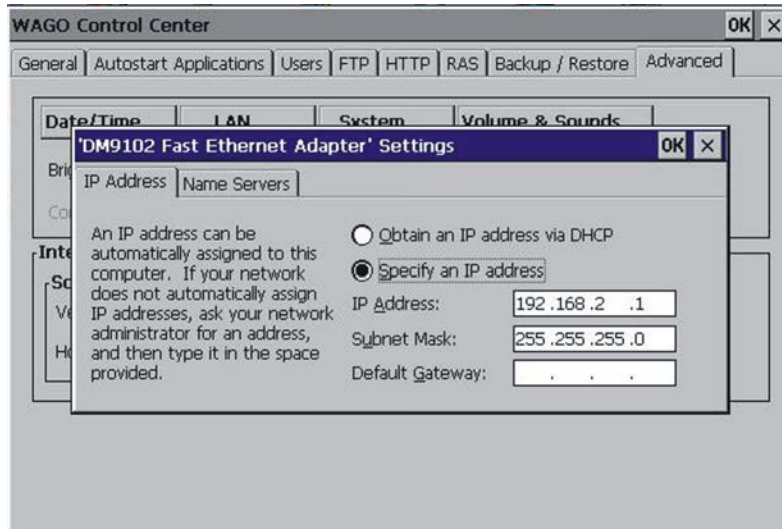 WAGO Control Center OK ×
General Autostart Applications Users FTP HTTP RAS Backup / Restore Advanced
Date/Time LAN System Volume & Sounds
'DM9102 Fast Ethernet Adapter' Settings OK ×
IP Address Name Servers
An IP address can be
automatically assigned to this
computer. If your network
does not automatically assign
IP addresses, ask your network
administrator for an address,
and then type it in the space
provided.
Obtain an IP address via DHCP
Specify an IP address
IP Address: 192 .168 .2 .1
Subnet Mask: 255 .255 .255 .0
Default Gateway: . . .